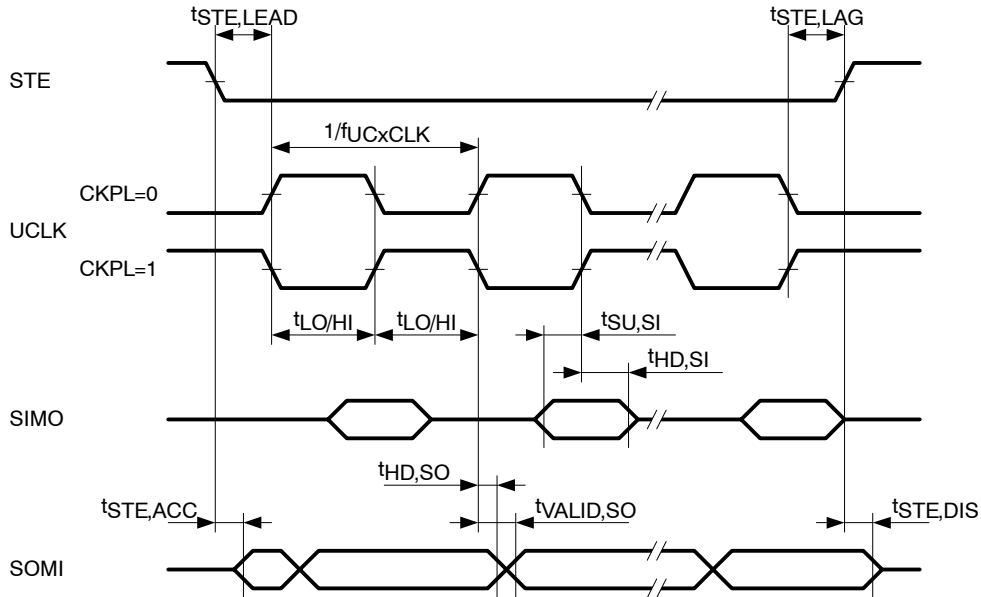 tSTE,LEAD
tSTE,LAG
STE
1/fUCxCLK
CKPL=0
UCLK
CKPL=1
tLO/HI
tLO/HI
tSU,SI
tHD,SI
SIMO
tHD,SO
tSTE,ACC
tVALID,SO
tSTE,DIS
SOMI